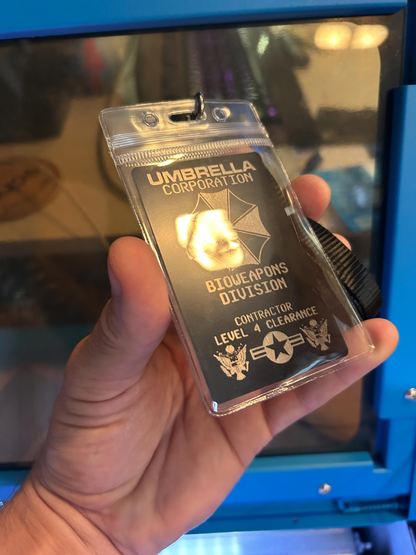 UMBRELLA
CORPORATION
BIOWEAPONS
DIVISION
CONTRACTOR
LEVEL 4 CLEARANCE